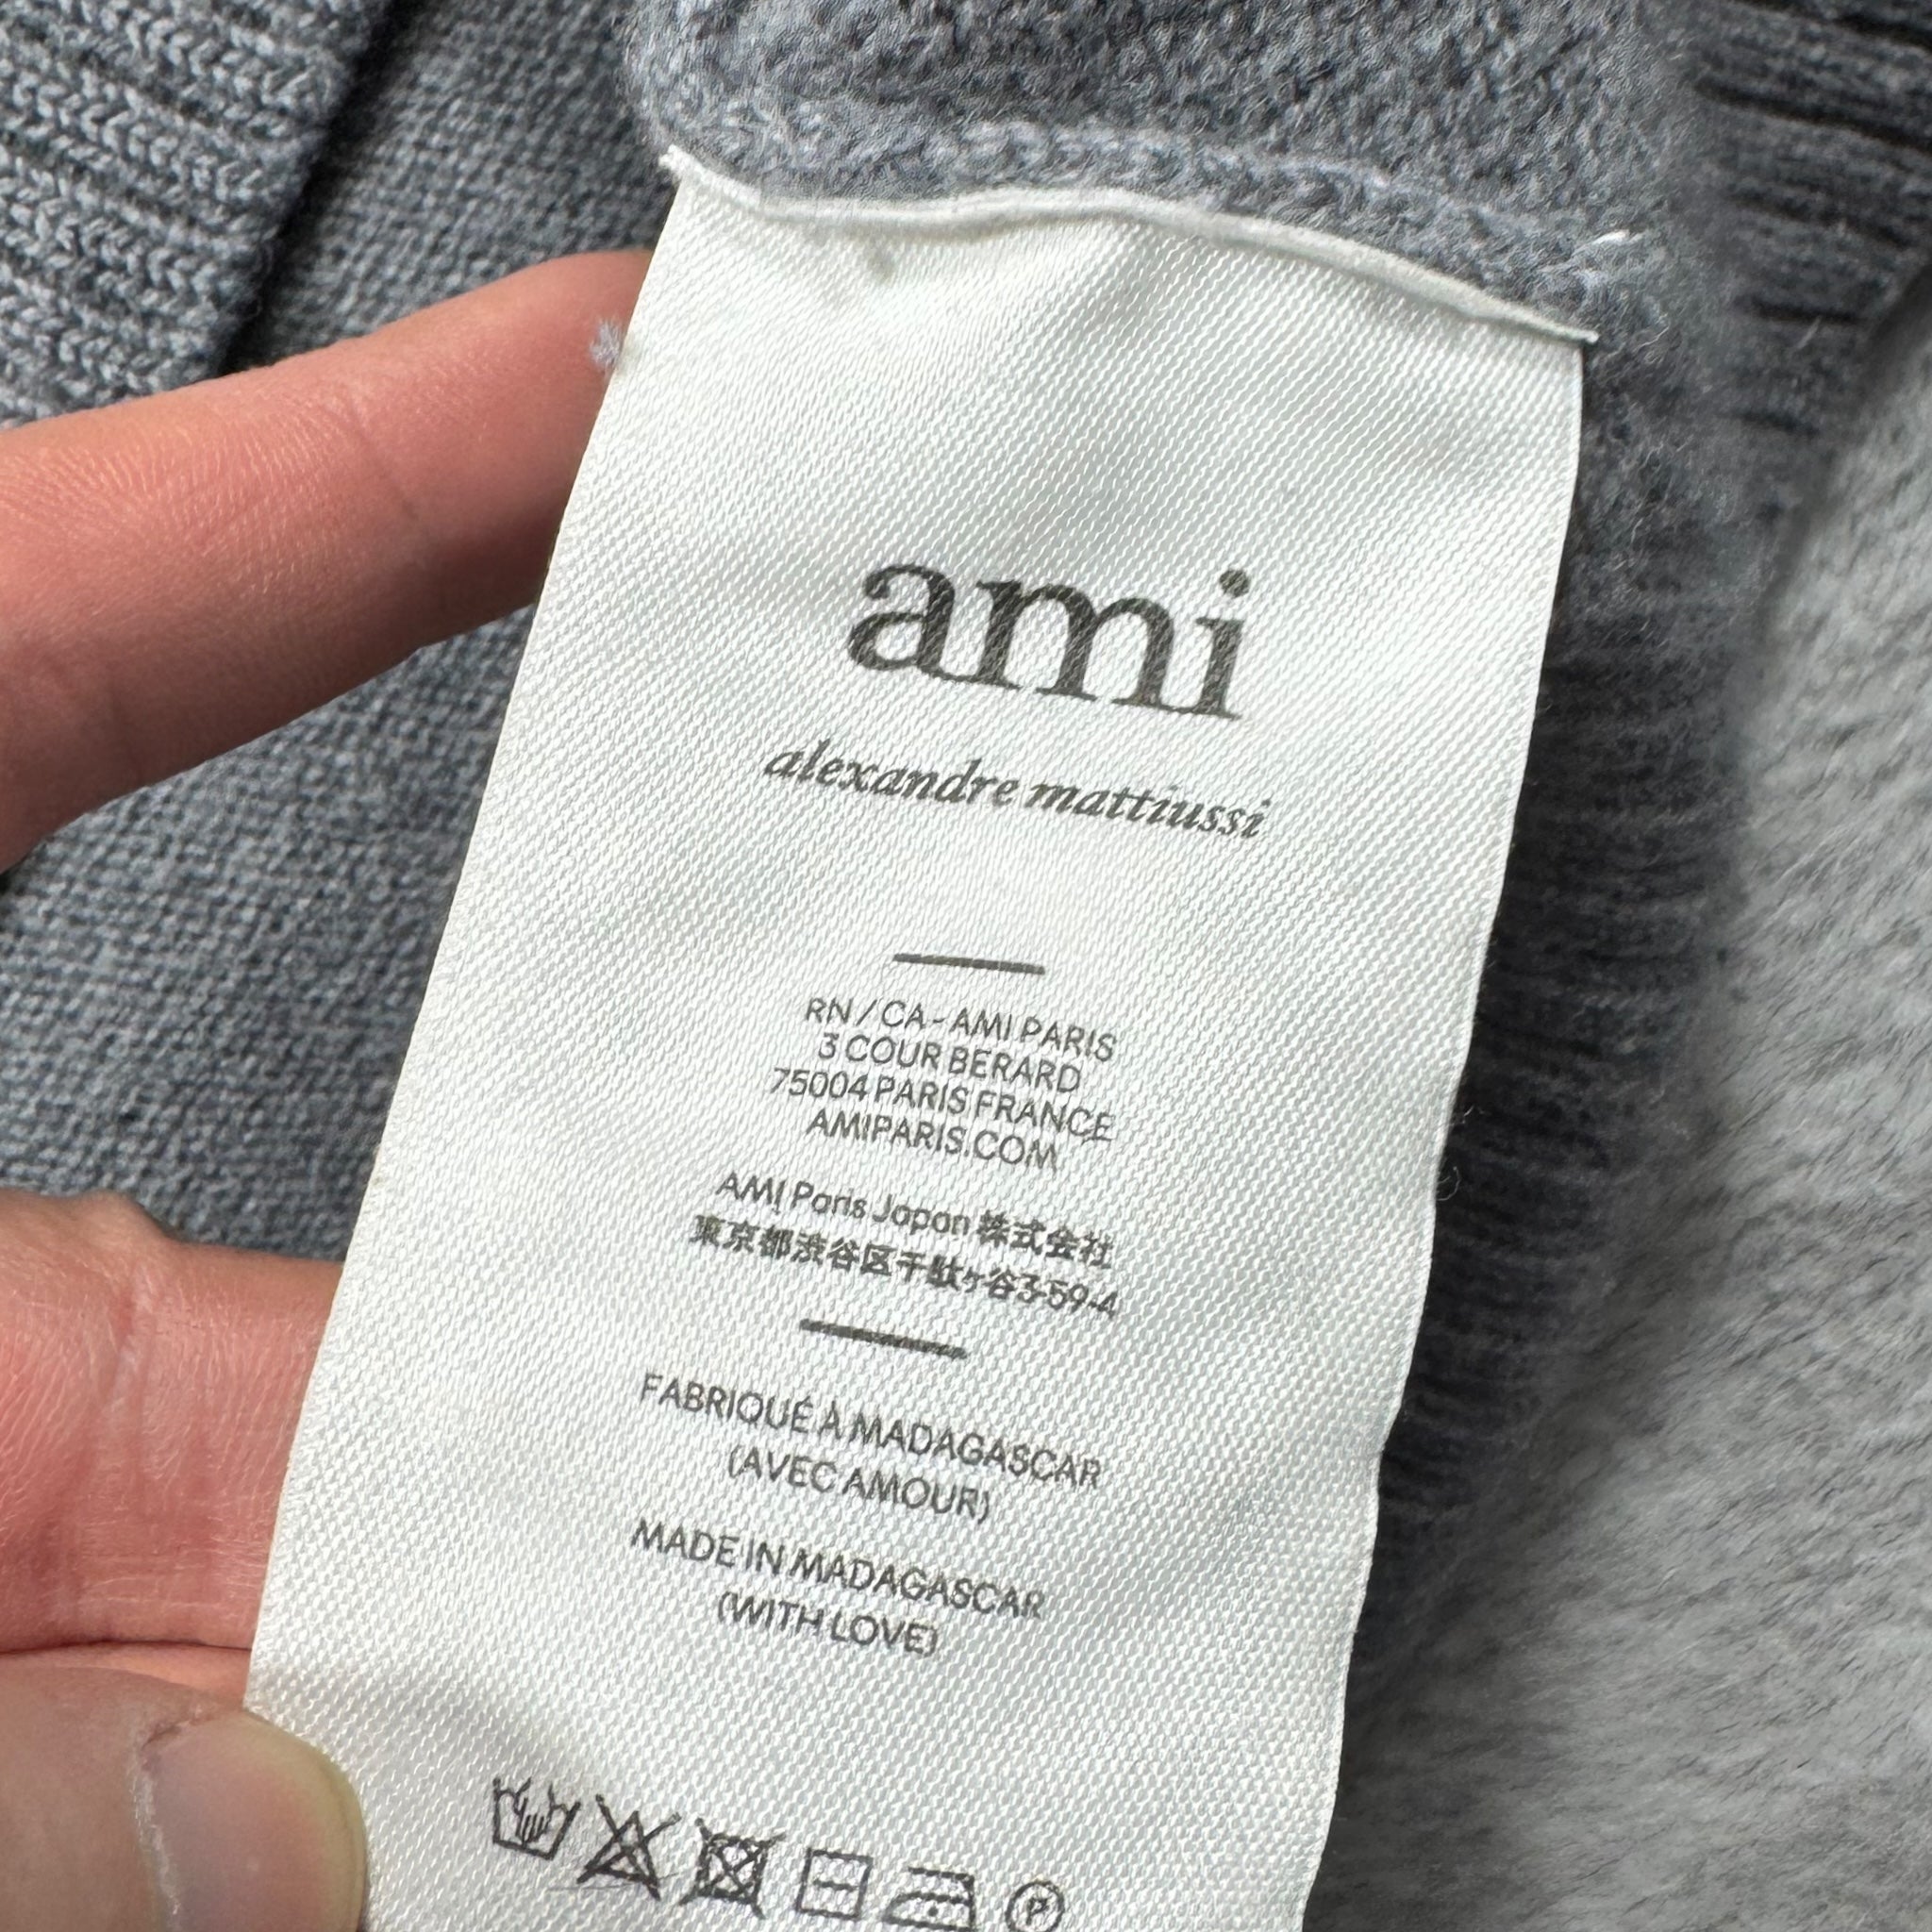 ami
alexandre mattiussi
RN / CA - AMI PARIS
3 COUR BERARD
75004 PARIS FRANCE
AMIPARIS.COM
AMI Paris Japan 株式会社
東京都渋谷区千駄ヶ谷3-59-4
FABRIQUÉ À MADAGASCAR
(AVEC AMOUR)
MADE IN MADAGASCAR
(WITH LOVE)
P